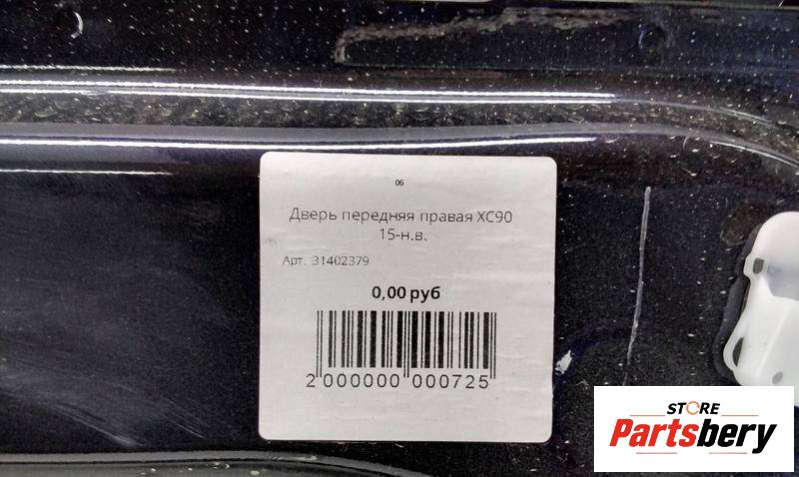 06
Дверь передняя правая XC90
15-н.в.
Арт. 31402379
0,00 руб
2 000000 000725
STORE
Partsbery